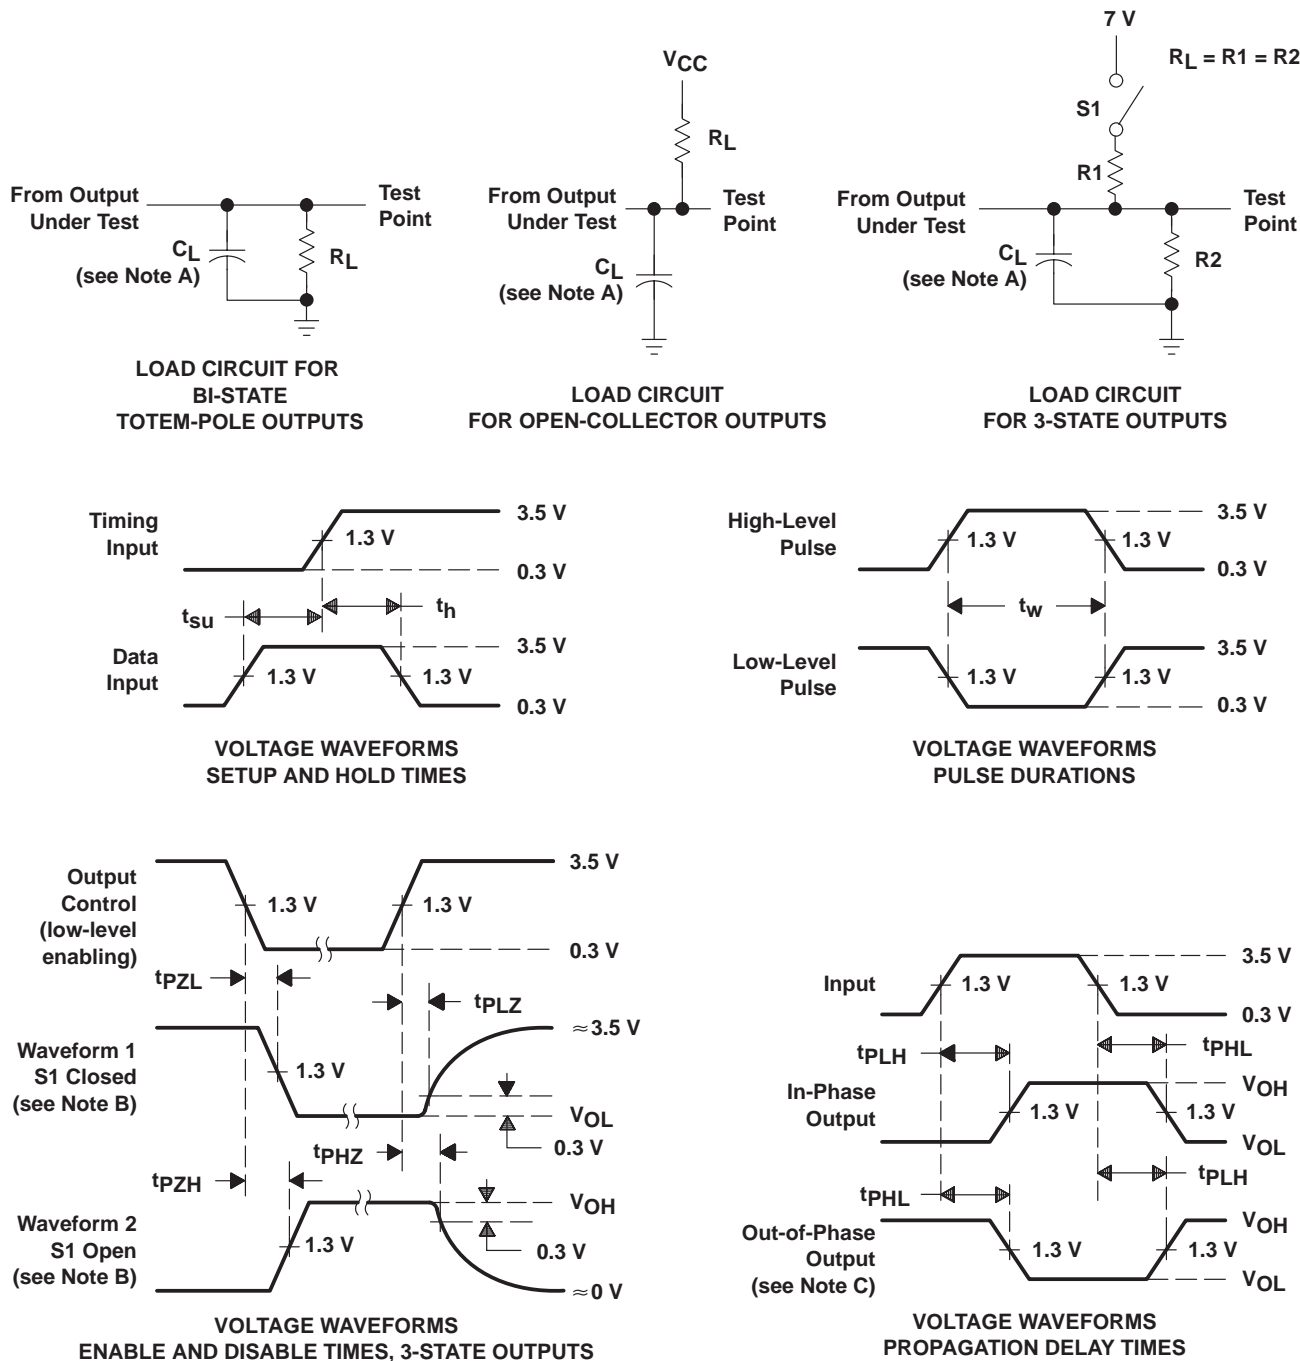 7 V
RL = R1 = R2
S1
R1
From Output
Under Test
Test
Point
CL
(see Note A)
RL
LOAD CIRCUIT FOR
BI-STATE
TOTEM-POLE OUTPUTS
VCC
RL
From Output
Under Test
Test
Point
CL
(see Note A)
LOAD CIRCUIT
FOR OPEN-COLLECTOR OUTPUTS
From Output
Under Test
Test
Point
CL
(see Note A)
R2
LOAD CIRCUIT
FOR 3-STATE OUTPUTS
Timing
Input
1.3 V
3.5 V
0.3 V
tsu
th
Data
Input
1.3 V
1.3 V
3.5 V
0.3 V
VOLTAGE WAVEFORMS
SETUP AND HOLD TIMES
High-Level
Pulse
1.3 V
1.3 V
3.5 V
0.3 V
tw
Low-Level
Pulse
1.3 V
1.3 V
3.5 V
0.3 V
VOLTAGE WAVEFORMS
PULSE DURATIONS
Output
Control
(low-level
enabling)
1.3 V
1.3 V
3.5 V
0.3 V
tPZL
tPLZ
Waveform 1
S1 Closed
(see Note B)
1.3 V
≈3.5 V
VOL
0.3 V
tPHZ
tPZH
Waveform 2
S1 Open
(see Note B)
1.3 V
VOH
0.3 V
≈0 V
VOLTAGE WAVEFORMS
ENABLE AND DISABLE TIMES, 3-STATE OUTPUTS
Input
1.3 V
1.3 V
3.5 V
0.3 V
tPLH
tPHL
In-Phase
Output
1.3 V
1.3 V
VOH
VOL
tPHL
tPLH
Out-of-Phase
Output
(see Note C)
1.3 V
1.3 V
VOH
VOL
VOLTAGE WAVEFORMS
PROPAGATION DELAY TIMES